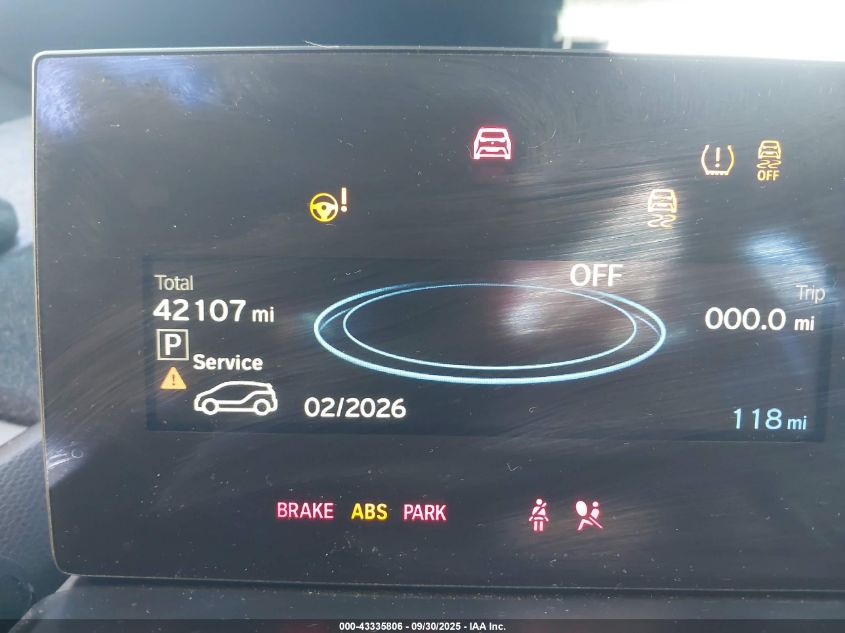 OFF
OFF
Total
42107 mi
Trip
000.0 mi
P
Service
02/2026
118 mi
BRAKE ABS PARK
000-43335806 - 09/30/2025 - IAA Inc.